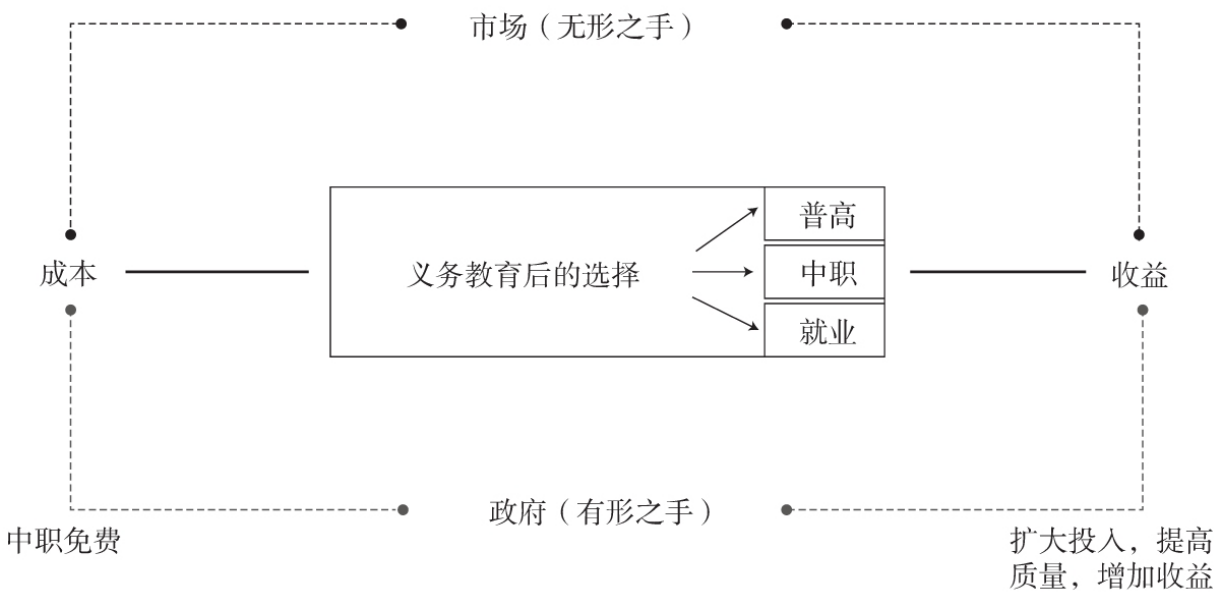 市场（无形之手）
普高
成本
义务教育后的选择
中职
收益
就业
政府（有形之手）
中职免费
扩大投入，提高
质量，增加收益